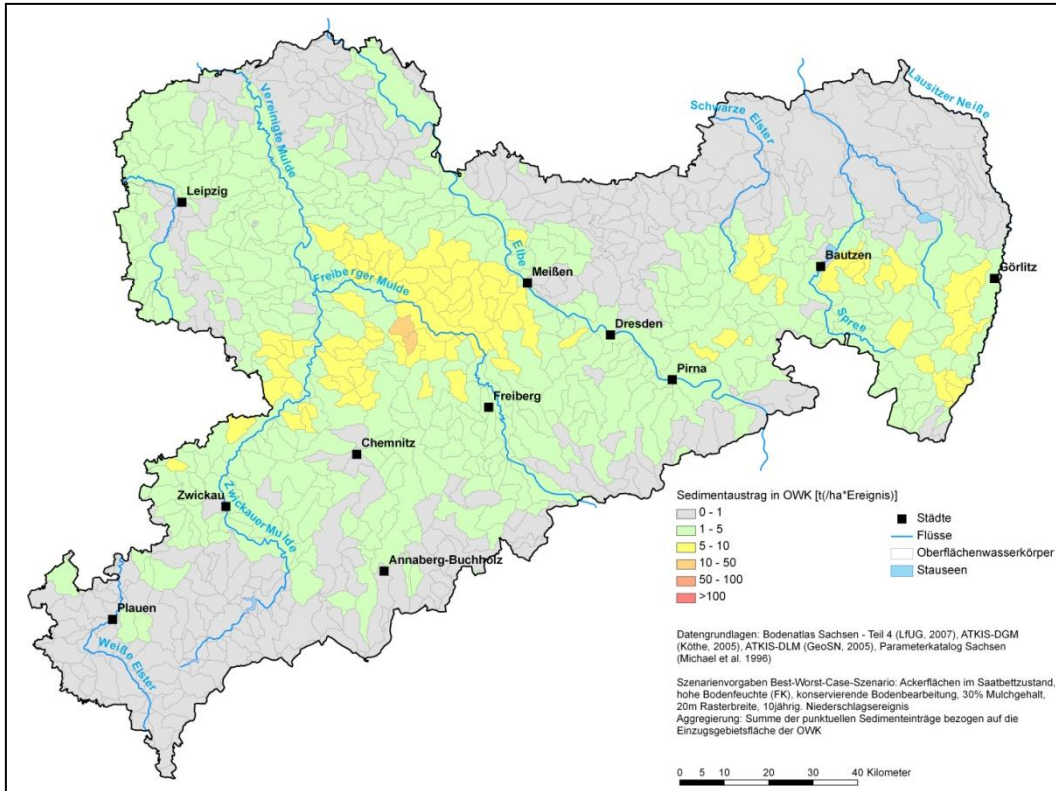 Lausitzer Neiße
Schwarze Elster
Vereinigte Mulde
Leipzig
Elbe
Bautzen
Görlitz
Meißen
Freiberger Mulde
Dresden
Spree
Pirna
Freiberg
Chemnitz
Zwickau
Zwickauer Mulde
Annaberg-Buchholz
Plauen
Weiße Elster
Sedimentaustrag in OWK [t(/ha*Ereignis)]
0 - 1
1 - 5
5 - 10
10 - 50
50 - 100
>100
Städte
Flüsse
Oberflächenwasserkörper
Stauseen
Datengrundlagen: Bodenatlas Sachsen - Teil 4 (LfUG, 2007), ATKIS-DGM
(Köthe, 2005), ATKIS-DLM (GeoSN, 2005), Parameterkatalog Sachsen
(Michael et al. 1996)
Szenarienvorgaben Best-Worst-Case-Szenario: Ackerflächen im Saatbettzustand,
hohe Bodenfeuchte (FK), konservierende Bodenbearbeitung, 30% Mulchgehalt,
20m Rasterbreite, 10jährig. Niederschlagsereignis
Aggregierung: Summe der punktuellen Sedimenteinträge bezogen auf die
Einzugsgebietsfläche der OWK
0 5 10 20 30 40 Kilometer